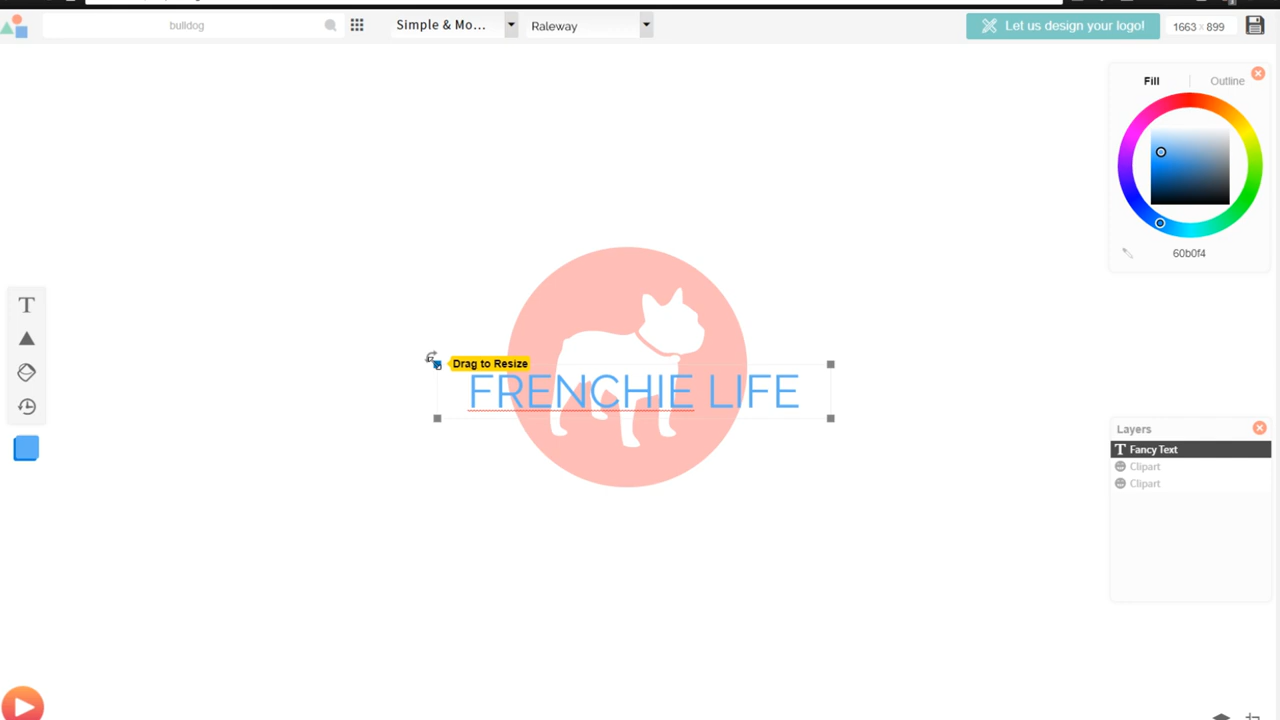 bulldog
Simple & Mo...
Raleway
Let us design your logo!
1663 x 899
Fill
Outline
60b0f4
T
Drag to Resize
FRENCHIE LIFE
Layers
T Fancy Text
Clipart
Clipart